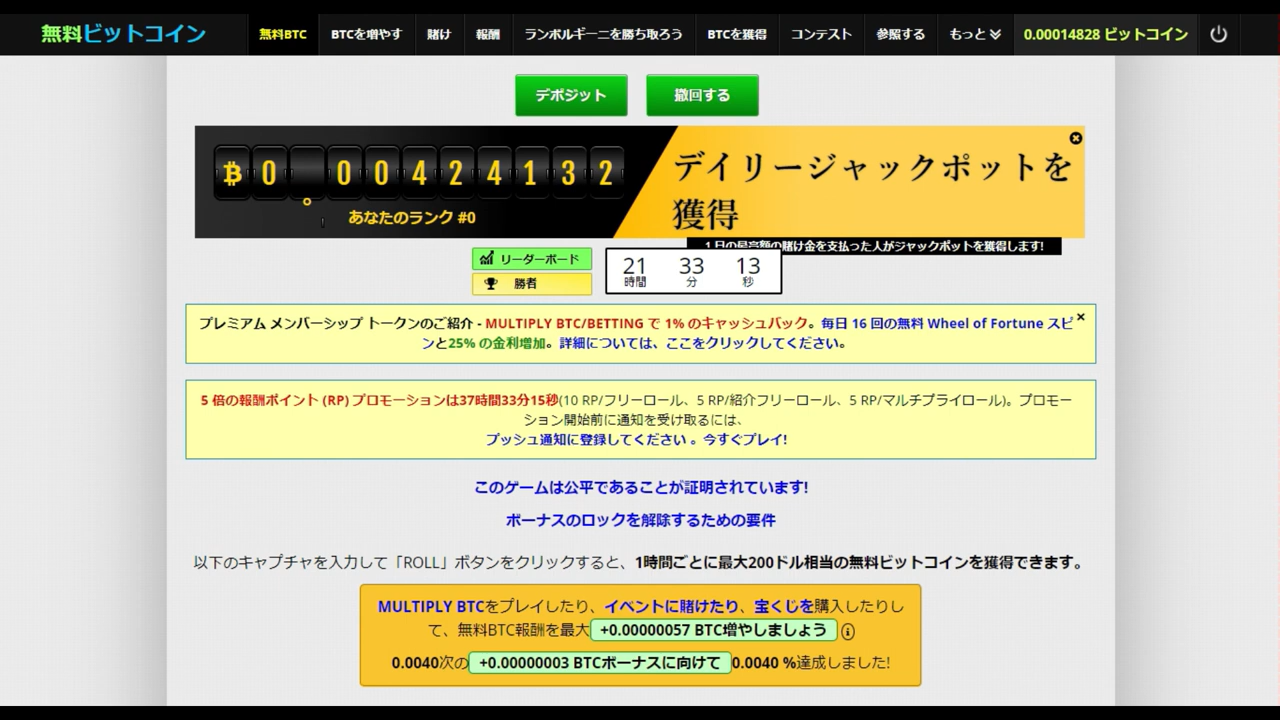 無料ビットコイン 無料BTC BTCを増やす 賭け 報酬 ランボルギーニを勝ち取ろう BTCを獲得 コンテスト 参照する もっと 0.00014828 ビットコイン
デポジット 撤回する
0 。 0 0 4 2 4 1 3 2
あなたのランク #0
デイリージャックポットを
獲得
1 日の最高額の賭け金を支払った人がジャックポットを獲得します!
リーダーボード
勝者
21 33 13
時間 分 秒
プレミアム メンバーシップ トークンのご紹介 - MULTIPLY BTC/BETTING で 1% のキャッシュバック。毎日 16 回の無料 Wheel of Fortune スピ
ンと25% の金利増加。詳細については、ここをクリックしてください。
5 倍の報酬ポイント (RP) プロモーションは37時間33分15秒(10 RP/フリーロール、5 RP/紹介フリーロール、5 RP/マルチプライロール)。プロモー
ション開始前に通知を受け取るには、
プッシュ通知に登録してください 。今すぐプレイ!
このゲームは公平であることが証明されています!
ボーナスのロックを解除するための要件
以下のキャプチャを入力して「ROLL」ボタンをクリックすると、1時間ごとに最大200ドル相当の無料ビットコインを獲得できます。
MULTIPLY BTCをプレイしたり、イベントに賭けたり、宝くじを購入したりし
て、無料BTC報酬を最大 +0.00000057 BTC増やしましょう
0.0040次の +0.00000003 BTCボーナスに向けて 0.0040 %達成しました!